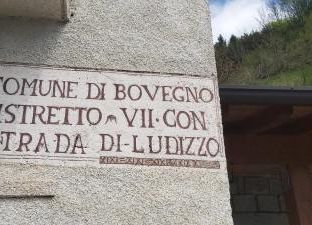 COMUNE DI BOVEGNO
ISTRETTO VII·CON
TRADA DI-LUDIZZO